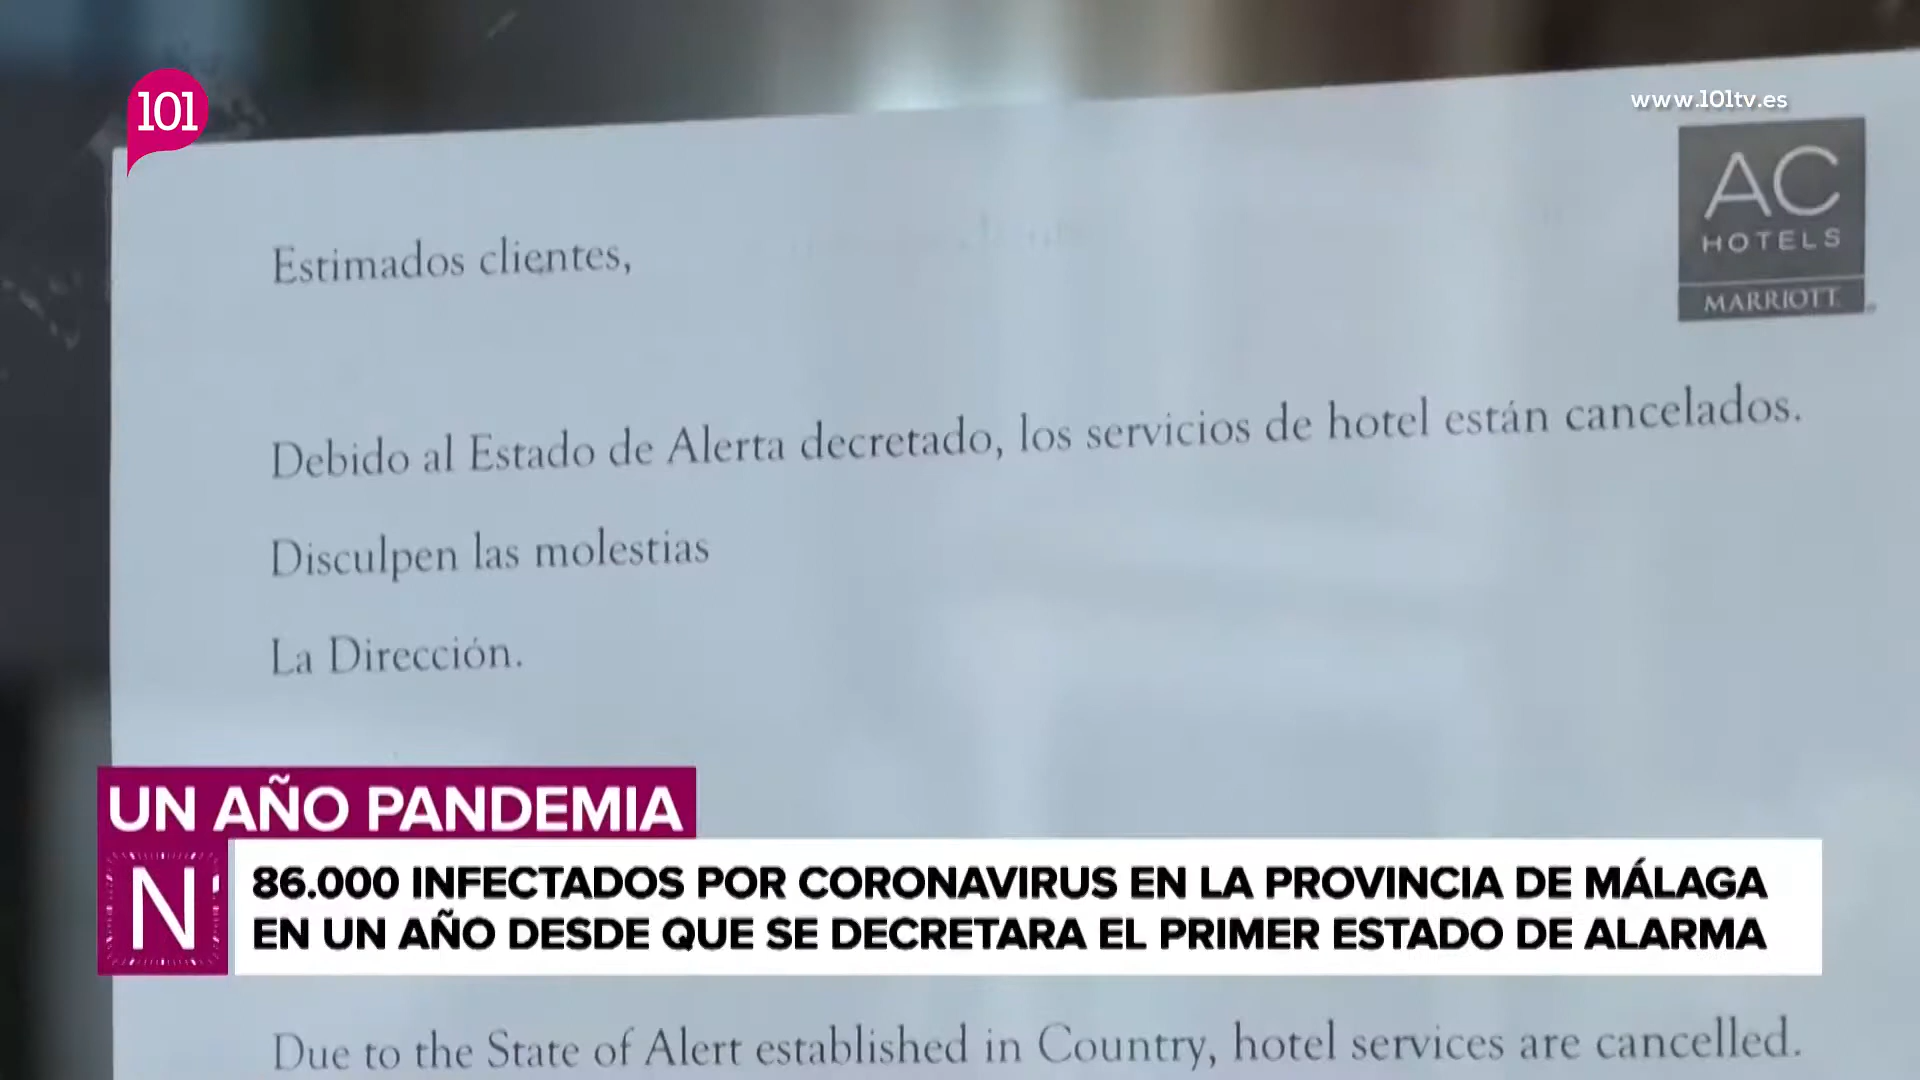 101
www.101tv.es
AC
HOTELS
MARRIOTT
Estimados clientes,
Debido al Estado de Alerta decretado, los servicios de hotel están cancelados.
Disculpen las molestias
La Dirección.
UN AÑO PANDEMIA
N
86.000 INFECTADOS POR CORONAVIRUS EN LA PROVINCIA DE MÁLAGA
EN UN AÑO DESDE QUE SE DECRETARA EL PRIMER ESTADO DE ALARMA
Due to the State of Alert established in Country, hotel services are cancelled.